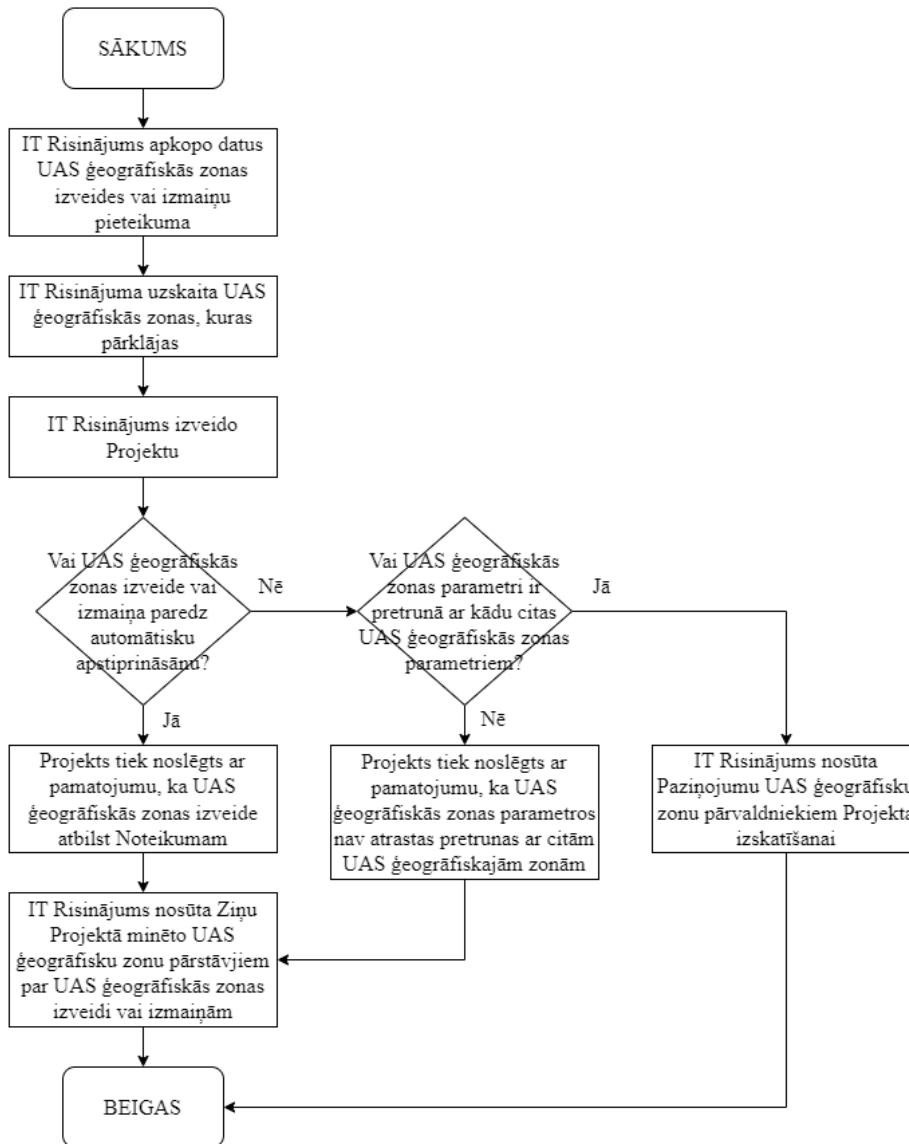 SĀKUMS
IT Risinājums apkopo datus
UAS ģeogrāfiskās zonas
izveides vai izmaiņu
pieteikuma
IT Risinājuma uzskaita UAS
ģeogrāfiskās zonas, kuras
pārklājas
IT Risinājums izveido
Projektu
Vai UAS ģeogrāfiskās
zonas izveide vai
izmaiņa paredz
automātisku
apstiprināsānu?
Nē
Vai UAS ģeogrāfiskās
zonas parametri ir
pretrunā ar kādu citas
UAS ģeogrāfiskās zonas
parametriem?
Jā
Jā
Nē
Projekts tiek noslēgts ar
pamatojumu, ka UAS
ģeogrāfiskās zonas izveide
atbilst Noteikumam
Projekts tiek noslēgts ar
pamatojumu, ka UAS
ģeogrāfiskās zonas parametros
nav atrastas pretrunas ar citām
UAS ģeogrāfiskajām zonām
IT Risinājums nosūta
Paziņojumu UAS ģeogrāfisku
zonu pārvaldniekiem Projekta
izskatīšanai
IT Risinājums nosūta Ziņu
Projektā minēto UAS
ģeogrāfisku zonu pārstāvjiem
par UAS ģeogrāfiskās zonas
izveidi vai izmaiņām
BEIGAS